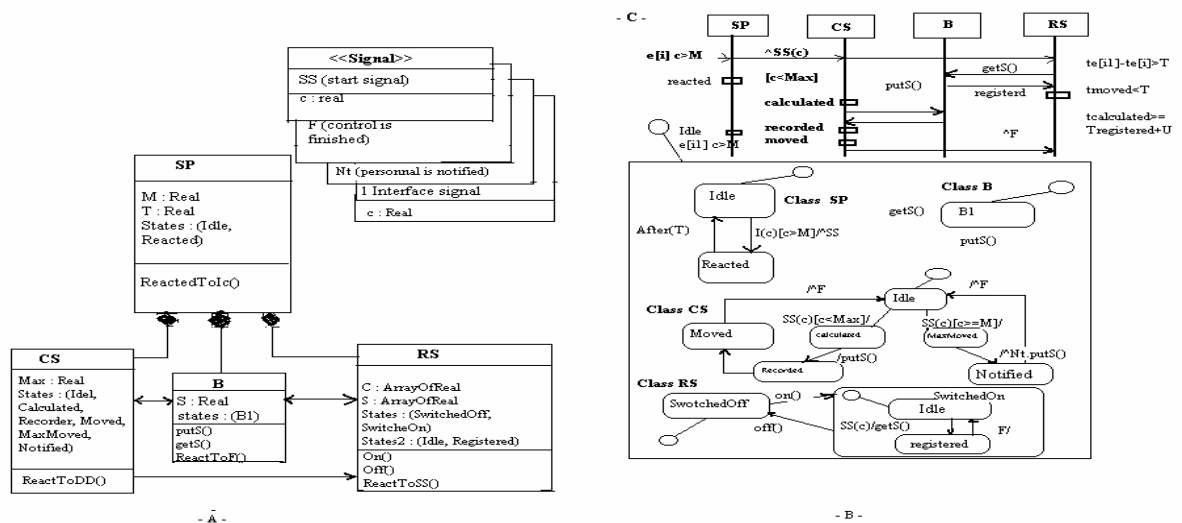 <<Signal>>
SS (start signal)
c : real
F (control is
finished)
Nt (personnal is notified)
1 Interface signal
c : Real
SP
M : Real
T : Real
States : (Idle,
Reacted)
ReactedToIc()
CS
Max : Real
States : (Idel,
Calculated,
Recorder, Moved,
MaxMoved,
Notified)
ReactToDD()
B
S : Real
states : (B1)
putS()
getS()
ReactToF()
RS
C : ArrayOfReal
S : ArrayOfReal
States : (SwitchedOff,
SwitcheOn)
States2 : (Idle, Registered)
On()
Off()
ReactToSS()
- A -
- C -
SP
CS
B
RS
e[i] c>M
^SS(c)
getS()
te[i1]-te[i]>T
reacted
[c<Max]
putS()
registerd
tmoved<T
calculated
tcalculated>=
Tregistered+U
Idle
e[i1] c>M
recorded
moved
^F
Idle
Class SP
After(T)
I(c)[c>M]/^SS
Reacted
Class B
getS()
B1
putS()
/^F
Idle
/^F
Class CS
Moved
SS(c)[c<Max]/
calculated
SS(c)[c>=M]/
MaxMoved
/putS()
/^Nt.putS()
Recorded
Notified
Class RS
SwotchedOff
on()
off()
SwitchedOn
Idle
SS(c)/getS()
F/
registered
- B -